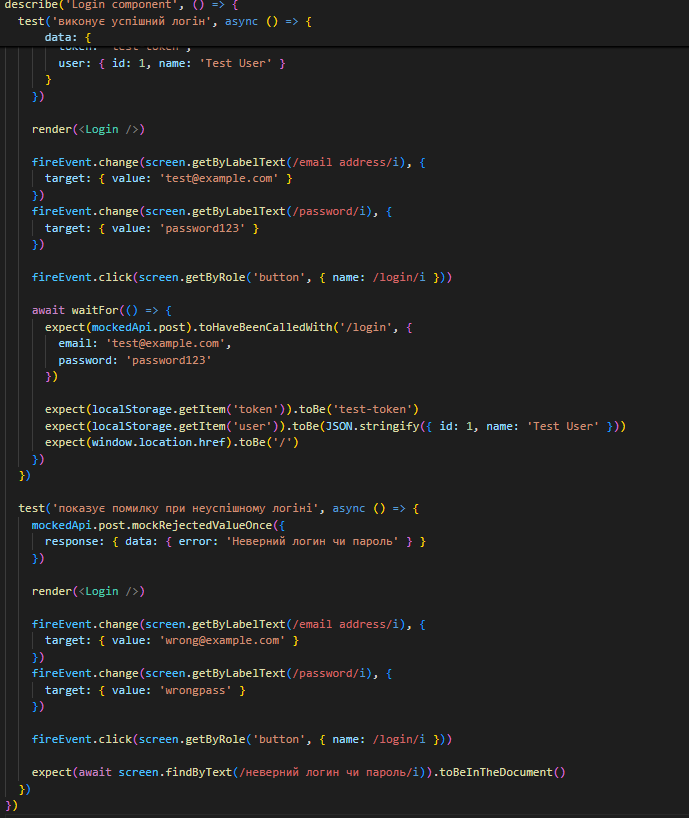 describe('Login component', () => {
test('виконує успішний логін', async () => {
data: {
user: { id: 1, name: 'Test User' }
}
})
render(<Login />)
fireEvent.change(screen.getByLabelText(/email address/i), {
target: { value: 'test@example.com' }
})
fireEvent.change(screen.getByLabelText(/password/i), {
target: { value: 'password123' }
})
fireEvent.click(screen.getByRole('button', { name: /login/i }))
await waitFor(() => {
expect(mockedApi.post).toHaveBeenCalledWith('/login', {
email: 'test@example.com',
password: 'password123'
})
expect(localStorage.getItem('token')).toBe('test-token')
expect(localStorage.getItem('user')).toBe(JSON.stringify({ id: 1, name: 'Test User' }))
expect(window.location.href).toBe('/')
})
})
test('показує помилку при неуспішному логіні', async () => {
mockedApi.post.mockRejectedValueOnce({
response: { data: { error: 'Неверний логин чи пароль' } }
})
render(<Login />)
fireEvent.change(screen.getByLabelText(/email address/i), {
target: { value: 'wrong@example.com' }
})
fireEvent.change(screen.getByLabelText(/password/i), {
target: { value: 'wrongpass' }
})
fireEvent.click(screen.getByRole('button', { name: /login/i }))
expect(await screen.findByText(/неверний логин чи пароль/i)).toBeInTheDocument()
})
})